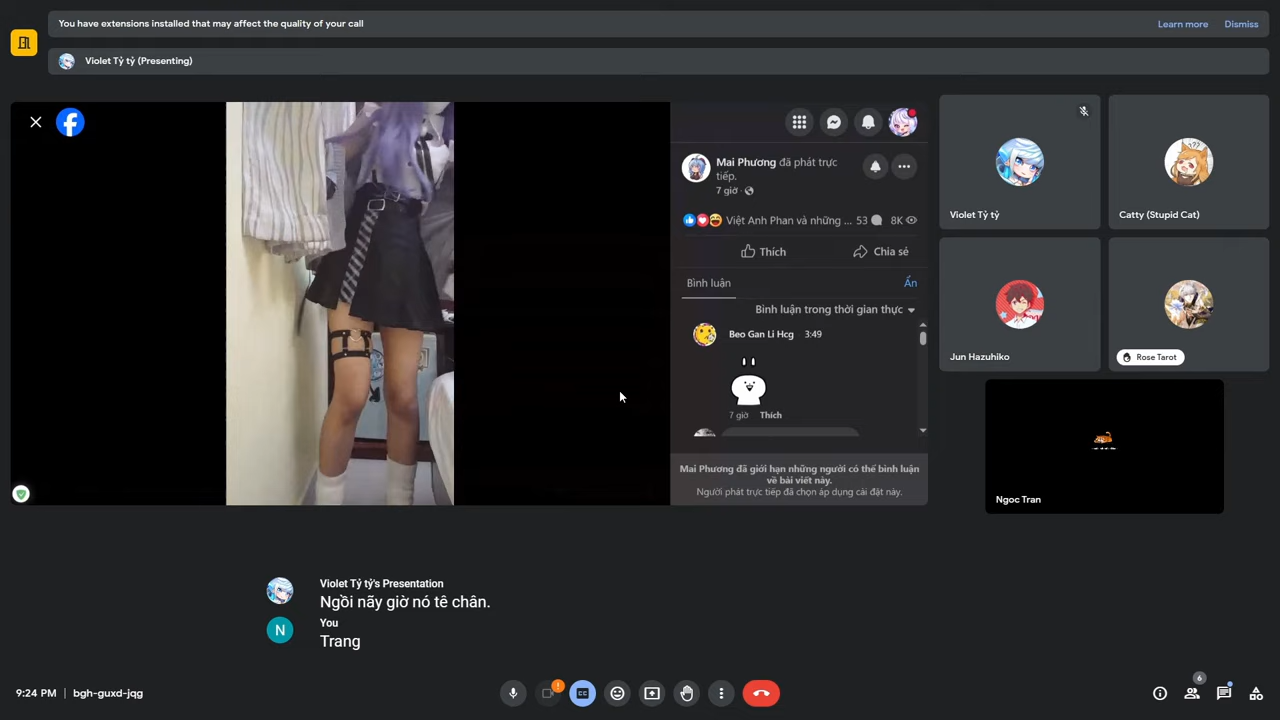 You have extensions installed that may affect the quality of your call
Learn more
Dismiss
Violet Tỷ tỷ (Presenting)
Mai Phương đã phát trực
tiếp.
7 giờ
Việt Anh Phan và những ... 53 8K
Thích
Chia sẻ
Bình luận
Ẩn
Bình luận trong thời gian thực
Beo Gan Li Hcg 3:49
7 giờ Thích
Mai Phương đã giới hạn những người có thể bình luận
về bài viết này.
Người phát trực tiếp đã chọn áp dụng cài đặt này.
Violet Tỷ tỷ
???
Catty (Stupid Cat)
Jun Hazuhiko
Rose Tarot
Ngoc Tran
Violet Tỷ tỷ's Presentation
Ngồi nãy giờ nó tê chân.
You
N
Trang
9:24 PM
bgh-guxd-jqg
CC
6